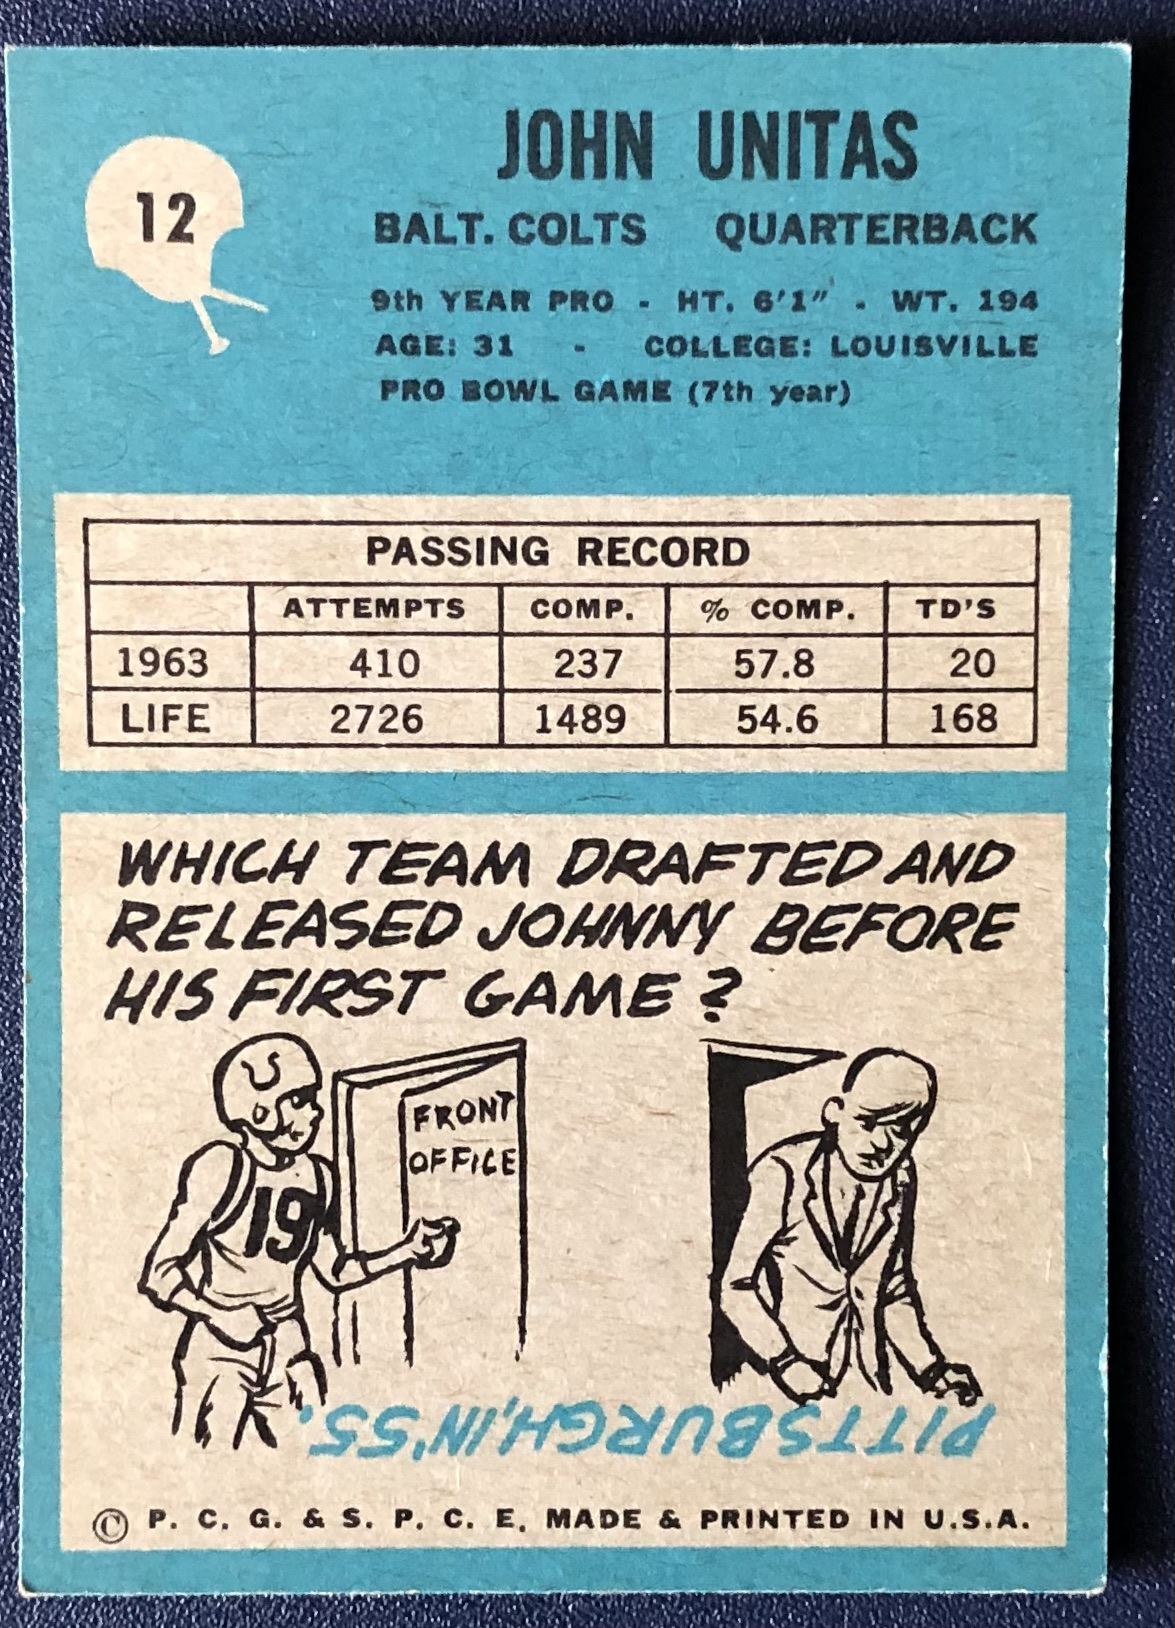 12
JOHN UNITAS
BALT. COLTS QUARTERBACK
9th YEAR PRO - HT. 6'1" - WT. 194
AGE: 31 - COLLEGE: LOUISVILLE
PRO BOWL GAME (7th year)
PASSING RECORD
ATTEMPTS COMP. % COMP. TD'S
1963 410 237 57.8 20
LIFE 2726 1489 54.6 168
WHICH TEAM DRAFTED AND
RELEASED JOHNNY BEFORE
HIS FIRST GAME?
FRONT
OFFICE
19
PITTSBURGH, IN '55.
© P. C. G. & S. P. C. E. MADE & PRINTED IN U.S.A.